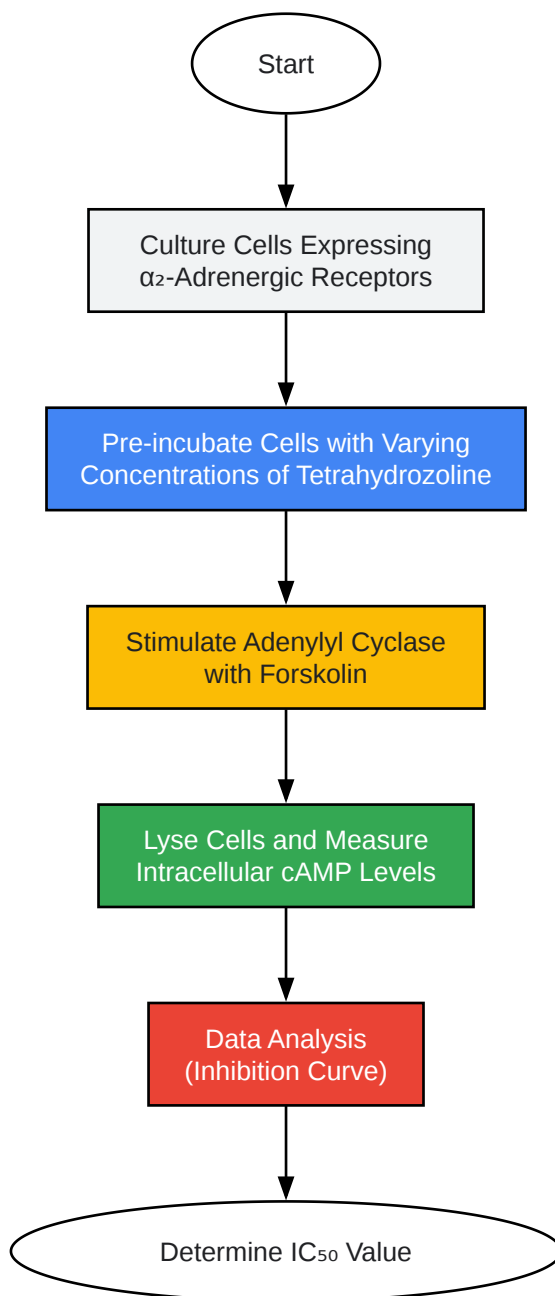 Start
Culture Cells Expressing
α₂-Adrenergic Receptors
Pre-incubate Cells with Varying
Concentrations of Tetrahydrozoline
Stimulate Adenylyl Cyclase
with Forskolin
Lyse Cells and Measure
Intracellular cAMP Levels
Data Analysis
(Inhibition Curve)
Determine IC₅₀ Value